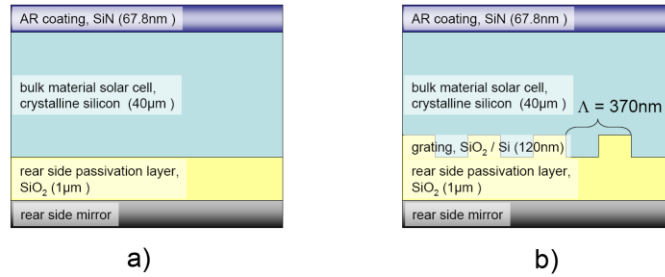 AR coating, SiN (67.8nm )
bulk material solar cell,
crystalline silicon (40µm )
rear side passivation layer,
SiO₂ (1µm )
rear side mirror
a)
AR coating, SiN (67.8nm )
bulk material solar cell,
crystalline silicon (40µm )
Λ = 370nm
grating, SiO₂ / Si (120nm)
rear side passivation layer,
SiO₂ (1µm )
rear side mirror
b)